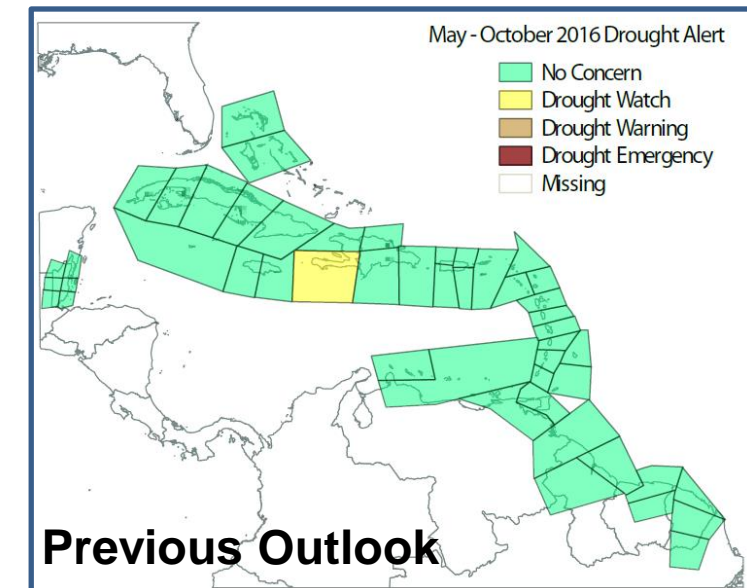 May - October 2016 Drought Alert
No Concern
Drought Watch
Drought Warning
Drought Emergency
Missing
Previous Outlook